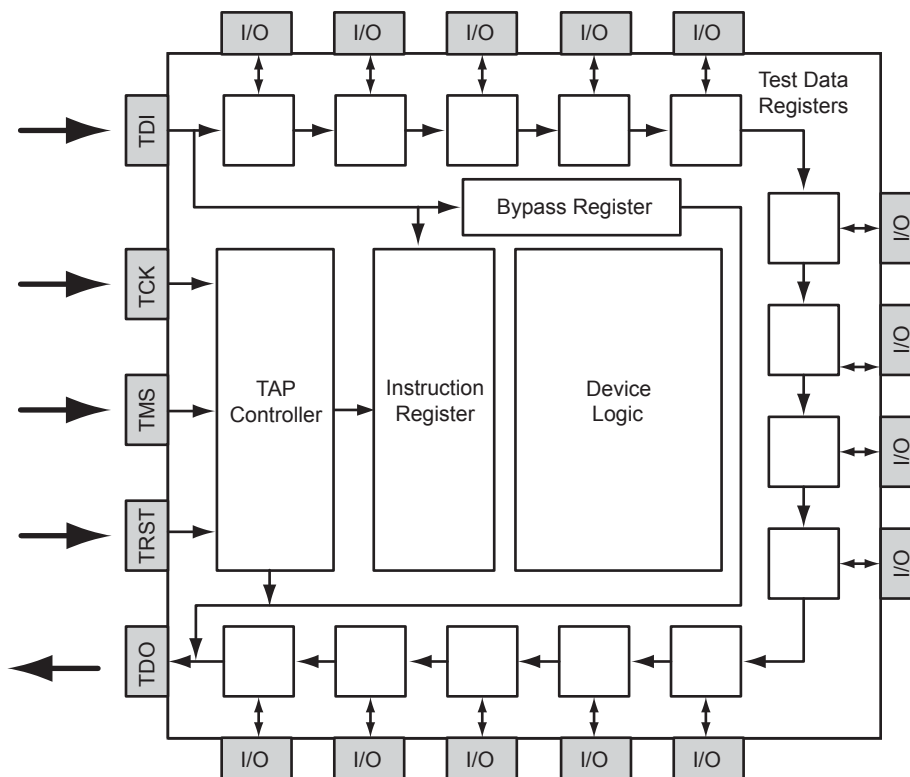 I/O
I/O
I/O
I/O
I/O
Test Data
Registers
TDI
Bypass Register
I/O
TCK
I/O
TAP
Controller
Instruction
Register
Device
Logic
TMS
I/O
TRST
I/O
TDO
I/O
I/O
I/O
I/O
I/O